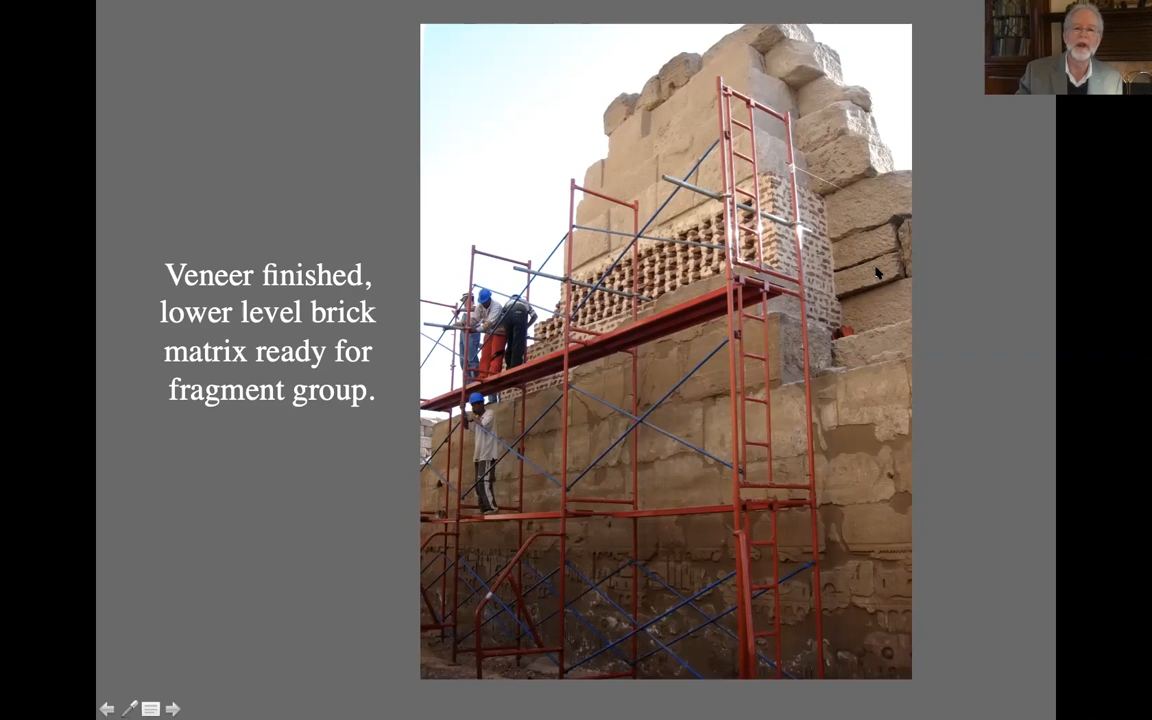 Veneer finished,
lower level brick
matrix ready for
fragment group.